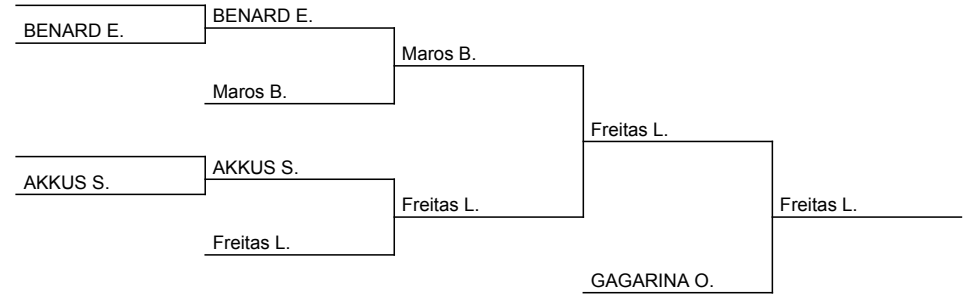 BENARD E.
BENARD E.
Maros B.
Maros B.
Freitas L.
AKKUS S.
AKKUS S.
Freitas L.
Freitas L.
Freitas L.
GAGARINA O.